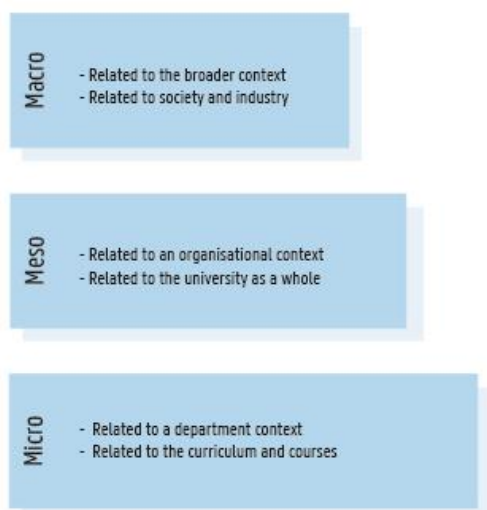 Macro
- Related to the broader context
- Related to society and industry
Meso
- Related to an organisational context
- Related to the university as a whole
Micro
- Related to a department context
- Related to the curriculum and courses